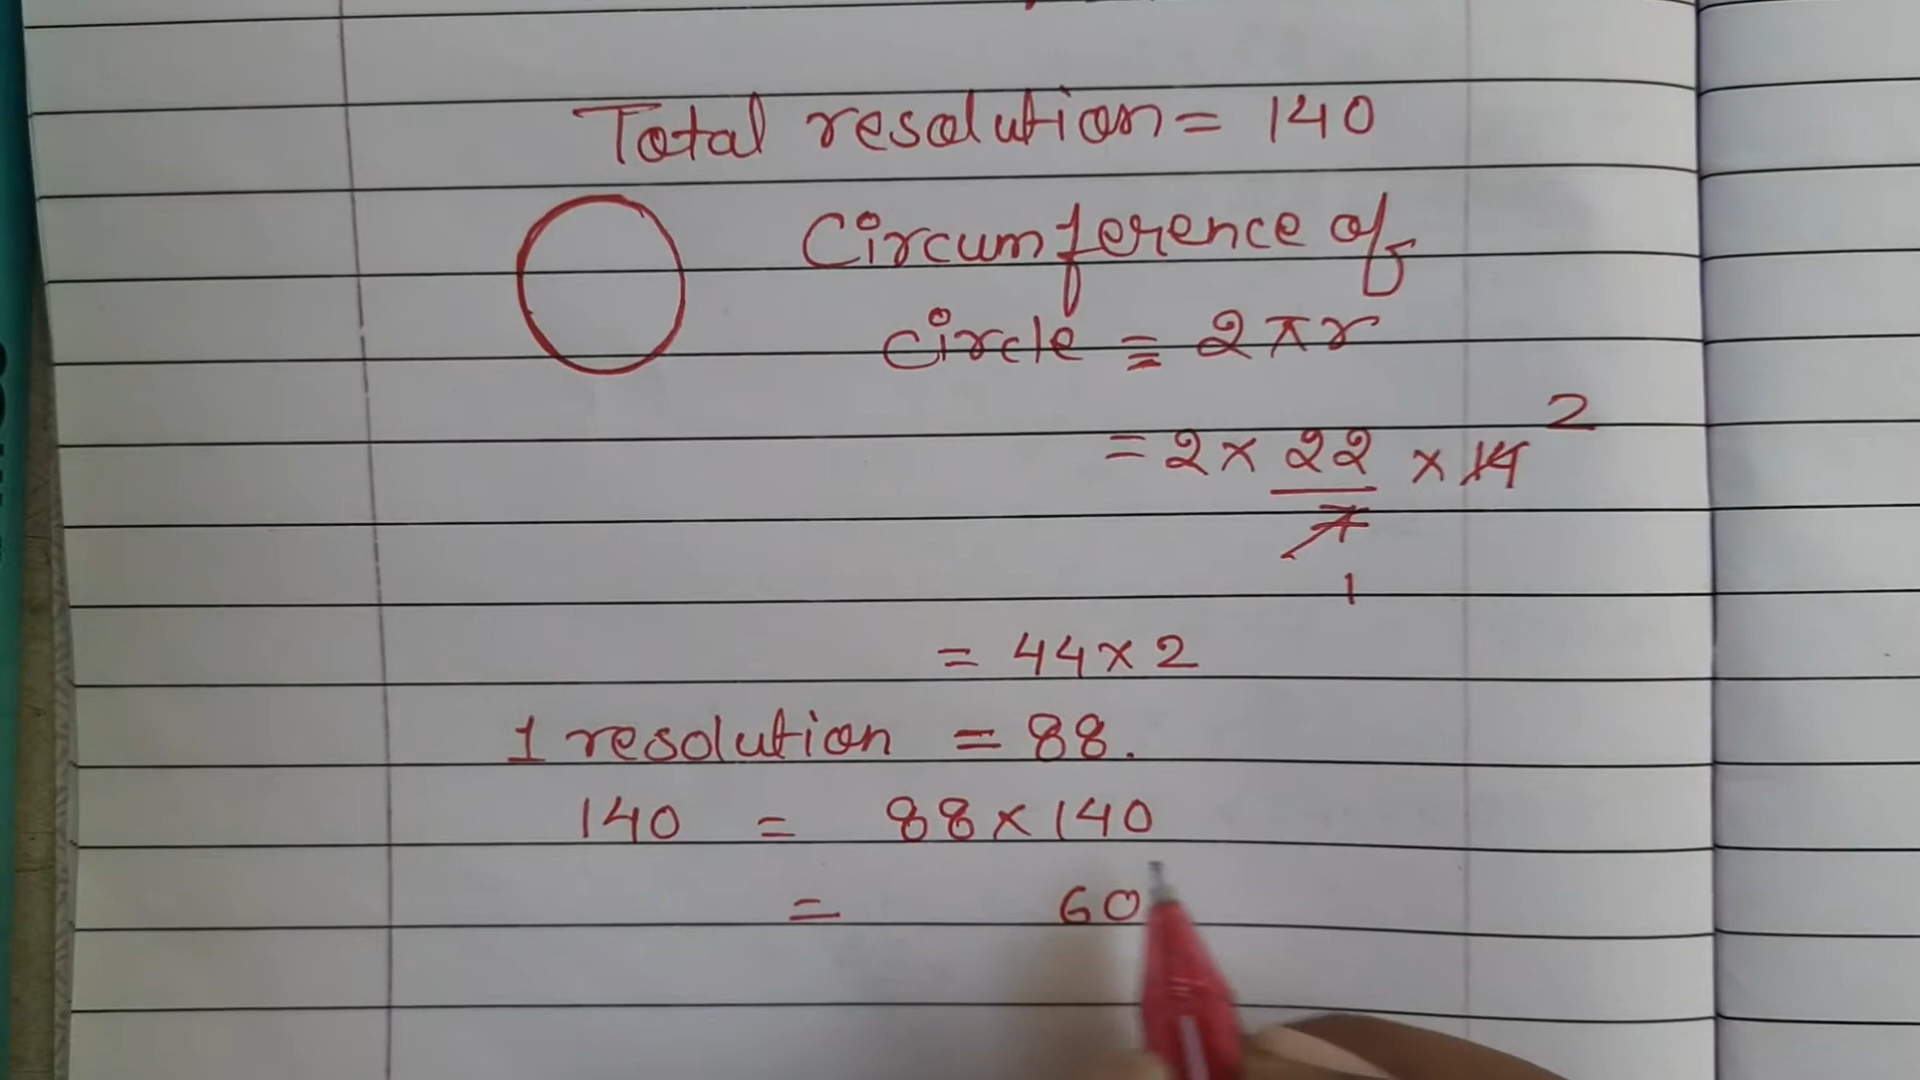 Total resolution = 140
Circumference of
circle = 2πr
= 2 × 22/7 × 14 2
1
= 44 × 2
1 resolution = 88.
140 = 88 × 140
= 60